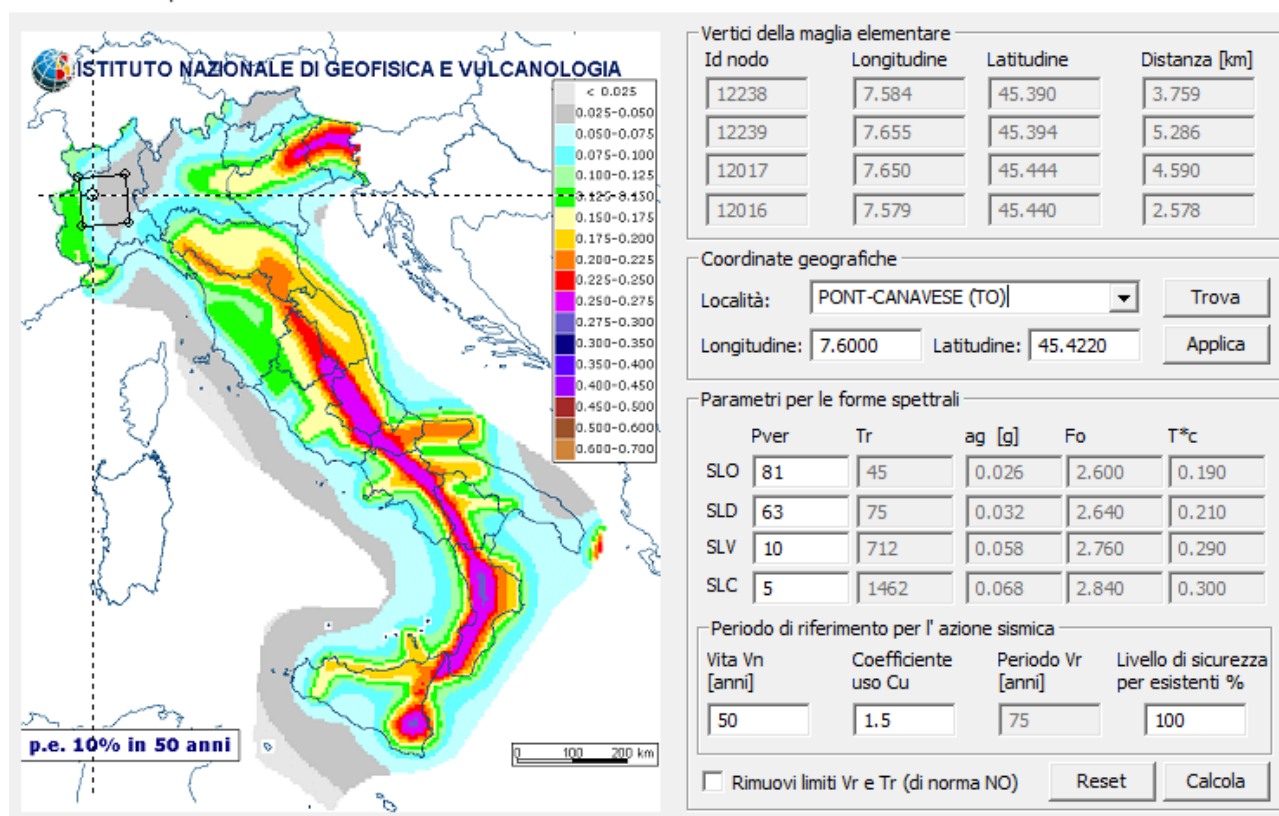 ISTITUTO NAZIONALE DI GEOFISICA E VULCANOLOGIA
< 0.025
0.025-0.050
0.050-0.075
0.075-0.100
0.100-0.125
0.125-0.150
0.150-0.175
0.175-0.200
0.200-0.225
0.225-0.250
0.250-0.275
0.275-0.300
0.300-0.350
0.350-0.400
0.400-0.450
0.450-0.500
0.500-0.600
0.600-0.700
p.e. 10% in 50 anni
0 100 200 km
Vertici della maglia elementare
Id nodo Longitudine Latitudine Distanza [km]
12238 7.584 45.390 3.759
12239 7.655 45.394 5.286
12017 7.650 45.444 4.590
12016 7.579 45.440 2.578
Coordinate geografiche
Località: PONT-CANAVESE (TO) Trova
Longitudine: 7.6000 Latitudine: 45.4220 Applica
Parametri per le forme spettrali
Pver Tr ag [g] Fo T*c
SLO 81 45 0.026 2.600 0.190
SLD 63 75 0.032 2.640 0.210
SLV 10 712 0.058 2.760 0.290
SLC 5 1462 0.068 2.840 0.300
Periodo di riferimento per l' azione sismica
Vita Vn Coefficiente Periodo Vr Livello di sicurezza
[anni] uso Cu [anni] per esistenti %
50 1.5 75 100
Rimuovi limiti Vr e Tr (di norma NO) Reset Calcola